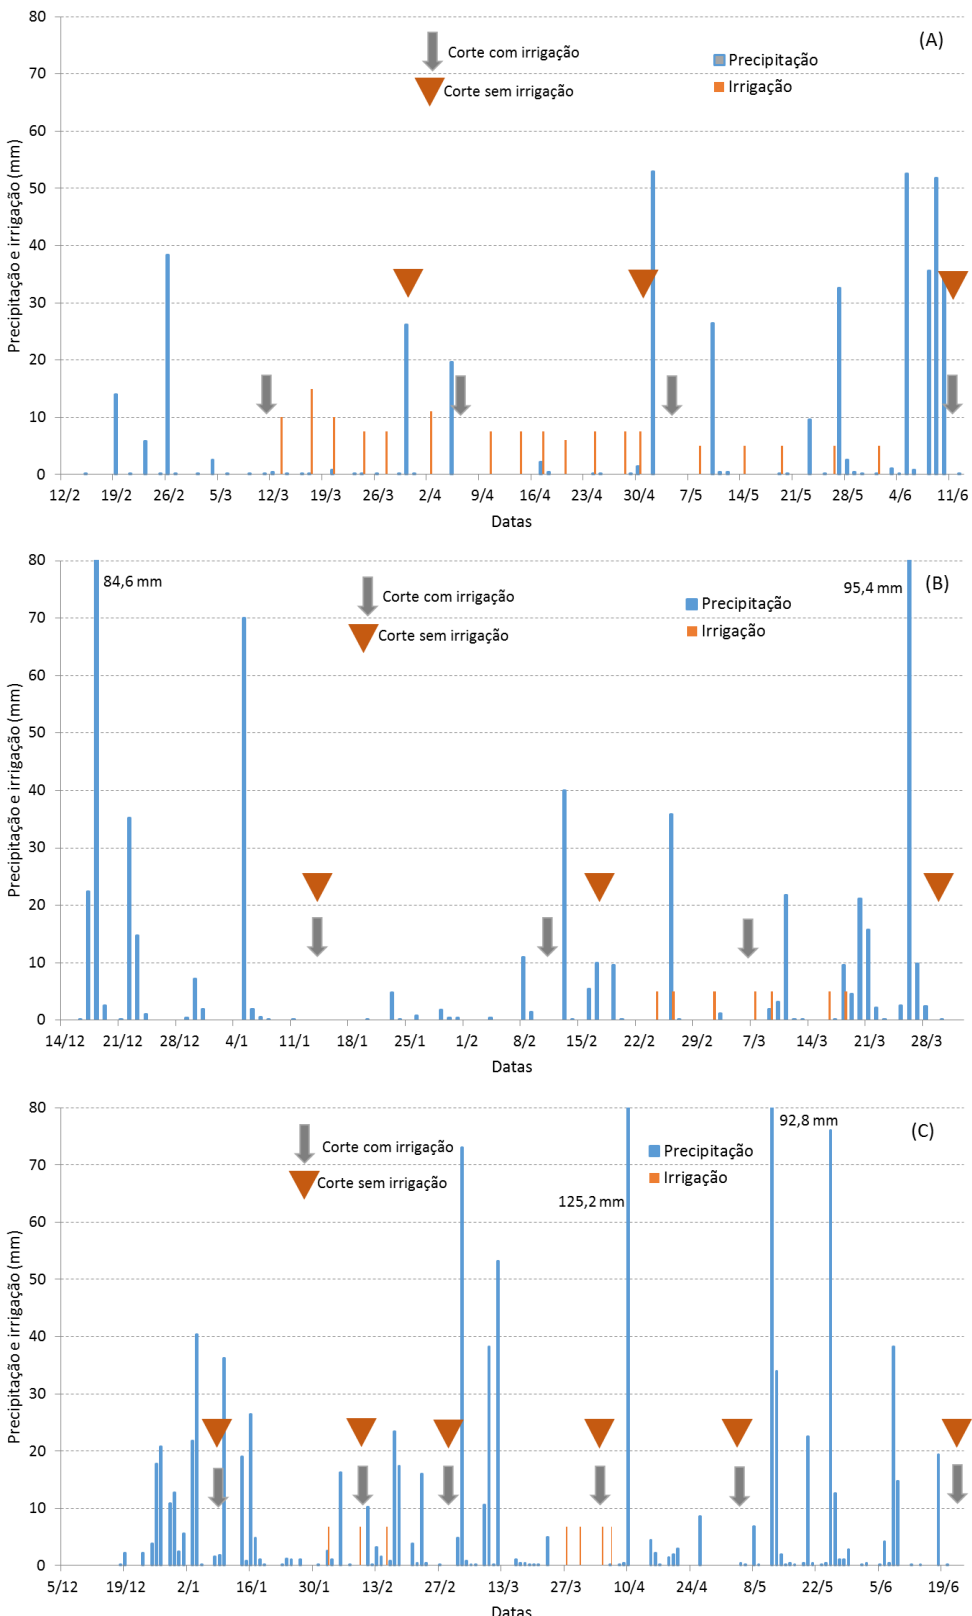 (A)
Corte com irrigação
Corte sem irrigação
Precipitação
Irrigação
Precipitação e irrigação (mm)
80
70
60
50
40
30
20
10
0
12/2 19/2 26/2 5/3 12/3 19/3 26/3 2/4 9/4 16/4 23/4 30/4 7/5 14/5 21/5 28/5 4/6 11/6
Datas
(B)
84,6 mm
95,4 mm
Corte com irrigação
Corte sem irrigação
Precipitação
Irrigação
Precipitação e irrigação (mm)
80
70
60
50
40
30
20
10
0
14/12 21/12 28/12 4/1 11/1 18/1 25/1 1/2 8/2 15/2 22/2 29/2 7/3 14/3 21/3 28/3
Datas
(C)
92,8 mm
125,2 mm
Corte com irrigação
Corte sem irrigação
Precipitação
Irrigação
Precipitação e irrigação (mm)
80
70
60
50
40
30
20
10
0
5/12 19/12 2/1 16/1 30/1 13/2 27/2 13/3 27/3 10/4 24/4 8/5 22/5 5/6 19/6
Datas